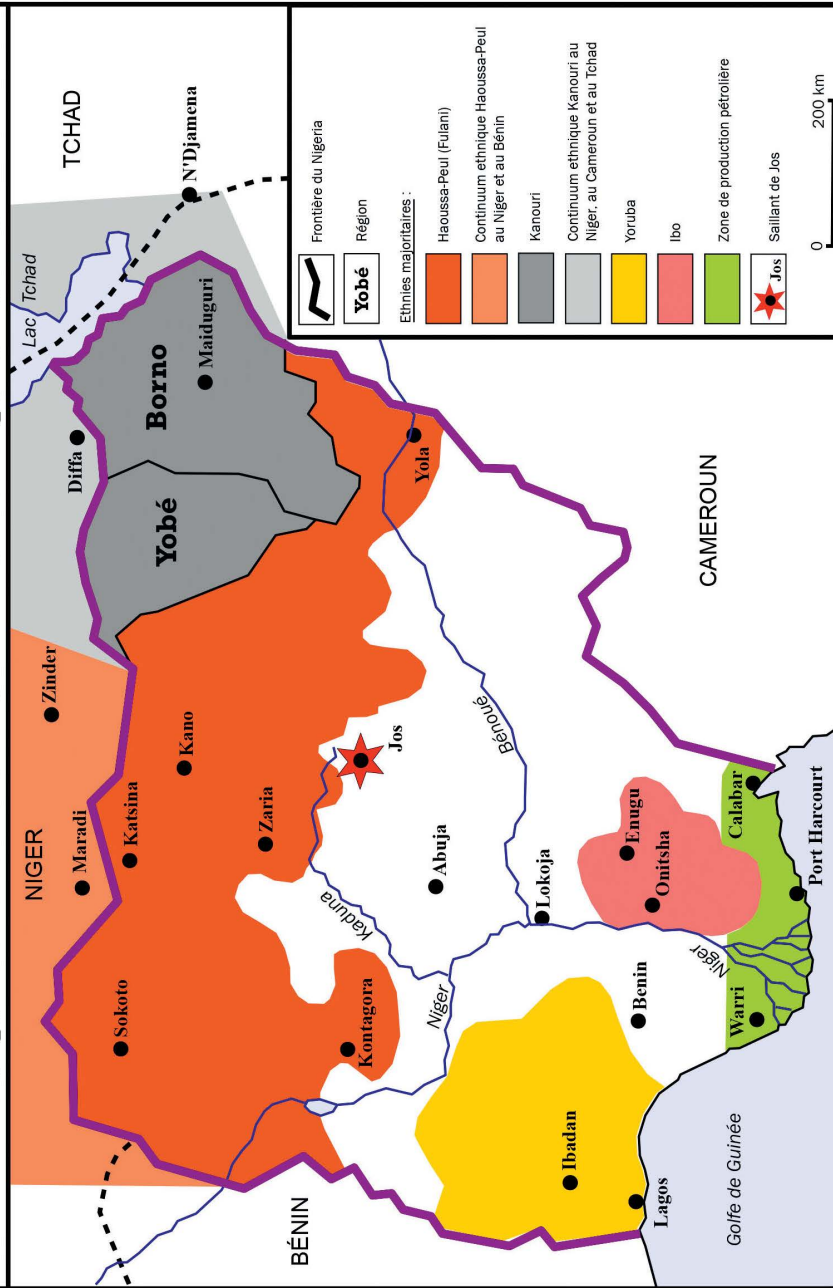 TCHAD
N'Djamena
Lac Tchad
Diffa
Borno
Maiduguri
Yobé
Yola
NIGER
Zinder
Maradi
Katsina
Kano
Zaria
Sokoto
Kontagora
Kaduna
Jos
Abuja
Bénoué
Lokoja
Niger
CAMEROUN
BÉNIN
Ibadan
Lagos
Benin
Enugu
Onitsha
Niger
Warri
Calabar
Port Harcourt
Golfe de Guinée
Frontière du Nigeria
Yobé
Région
Ethnies majoritaires :
Haoussa-Peul (Fulani)
Continuum ethnique Haoussa-Peul
au Niger et au Bénin
Kanouri
Continuum ethnique Kanouri au
Niger, au Cameroun et au Tchad
Yoruba
Ibo
Zone de production pétrolière
Jos
Saillant de Jos
0
200 km